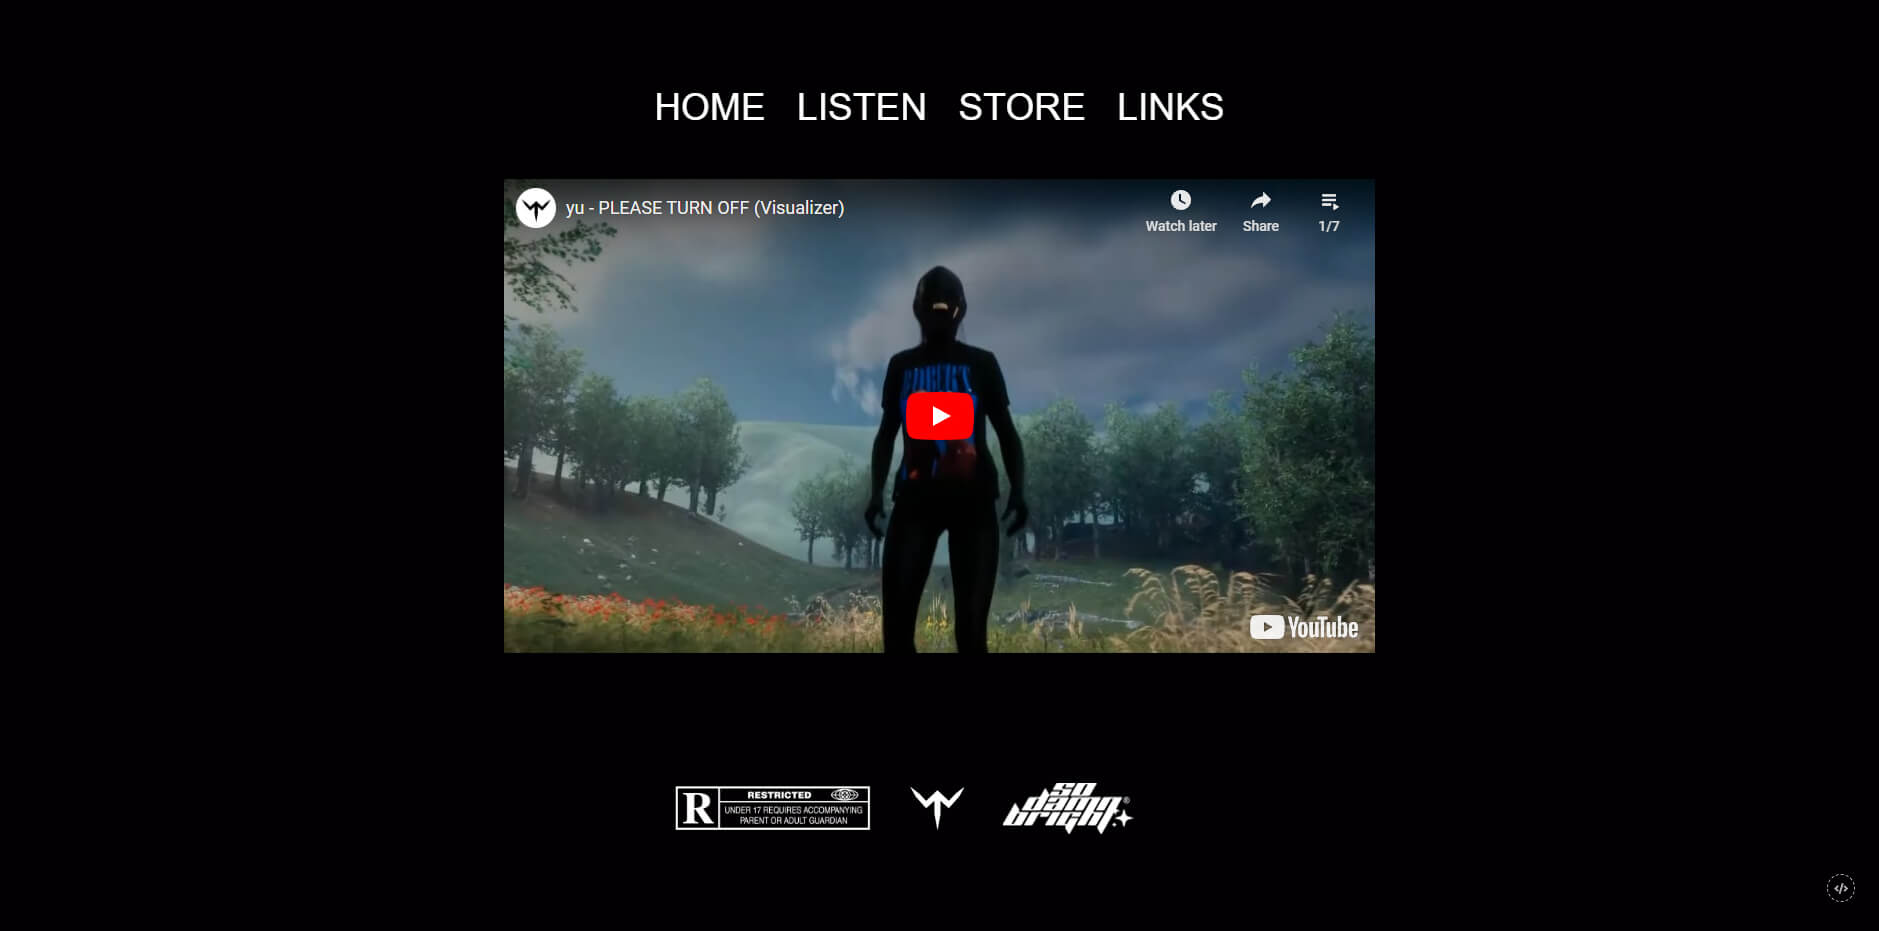 HOME LISTEN STORE LINKS
yu - PLEASE TURN OFF (Visualizer)
Watch later
Share
1/7
YouTube
R
RESTRICTED
UNDER 17 REQUIRES ACCOMPANYING
PARENT OR ADULT GUARDIAN
so
damn®
bright